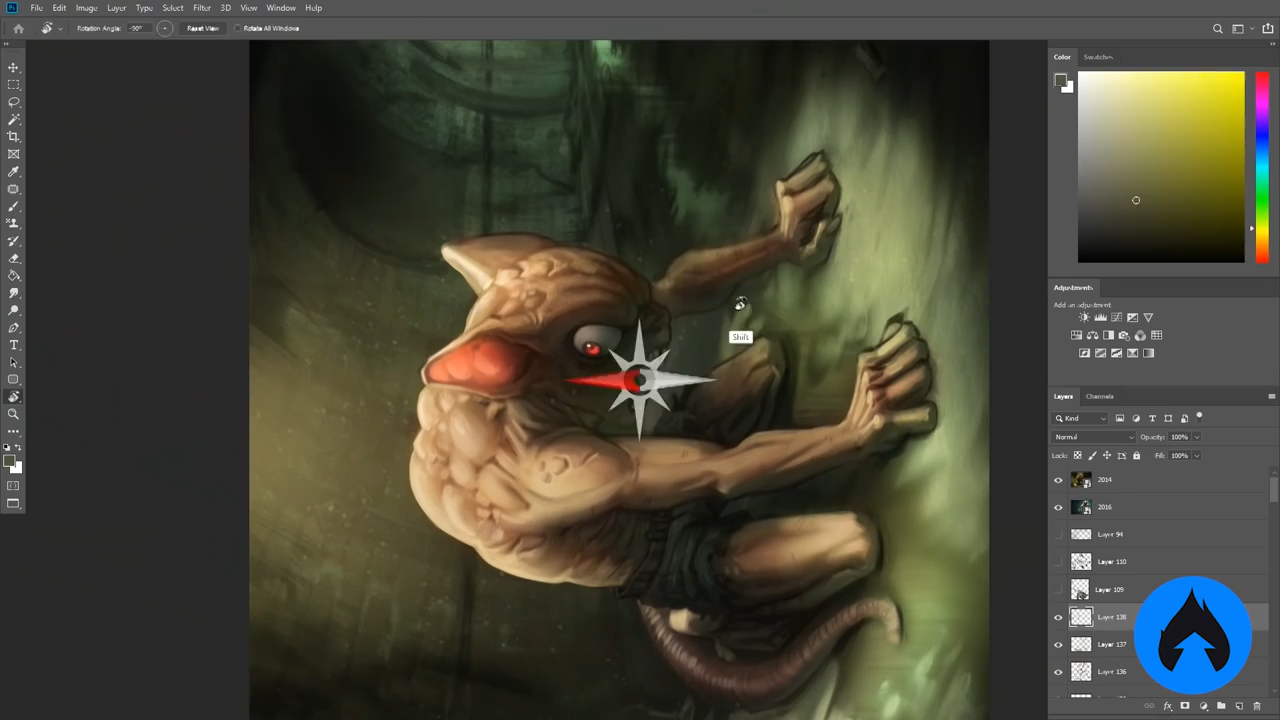 Ps File Edit Image Layer Type Select Filter 3D View Window Help
Rotation Angle: -90° Reset View Rotate All Windows
Color Swatches
Shift
Adjustments
Add an adjustment
Layers Channels
Kind
Normal Opacity: 100%
Lock: Fill: 100%
2014
2016
Layer 94
Layer 110
Layer 109
Layer 138
Layer 137
Layer 136